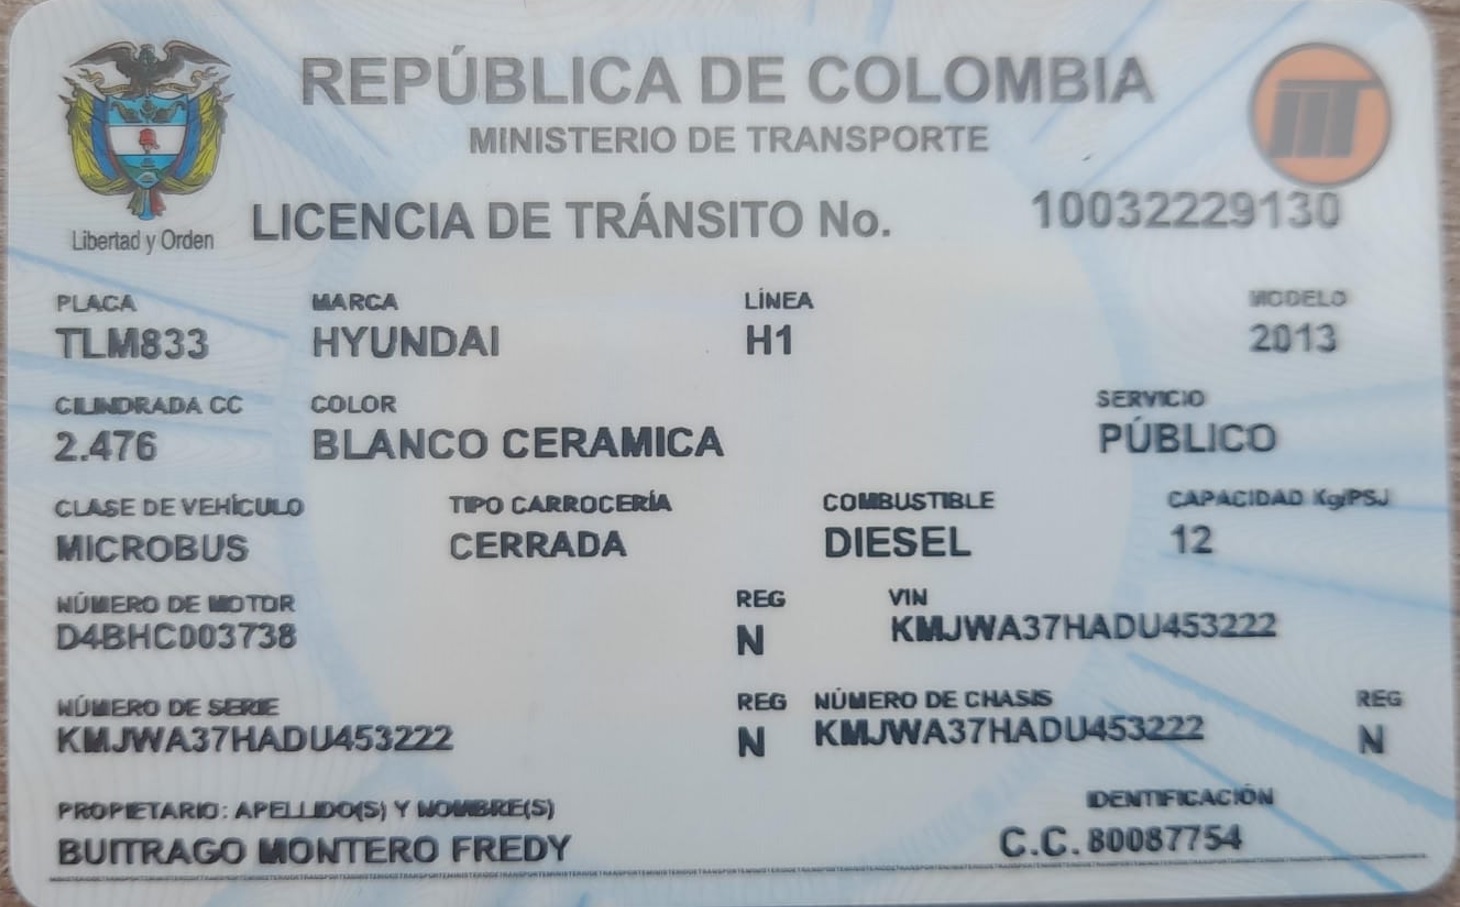 REPÚBLICA DE COLOMBIA
MINISTERIO DE TRANSPORTE
Libertad y Orden
LICENCIA DE TRÁNSITO No. 10032229130
PLACA MARCA LÍNEA MODELO
TLM833 HYUNDAI H1 2013
CILINDRADA CC COLOR SERVICIO
2.476 BLANCO CERAMICA PÚBLICO
CLASE DE VEHÍCULO TIPO CARROCERÍA COMBUSTIBLE CAPACIDAD Kg/PSJ
MICROBUS CERRADA DIESEL 12
NÚMERO DE MOTOR REG VIN
D4BHC003738 N KMJWA37HADU453222
NÚMERO DE SERIE REG NÚMERO DE CHASIS REG
KMJWA37HADU453222 N KMJWA37HADU453222 N
PROPIETARIO: APELLIDO(S) Y NOMBRE(S) IDENTIFICACIÓN
BUITRAGO MONTERO FREDY C.C. 80087754